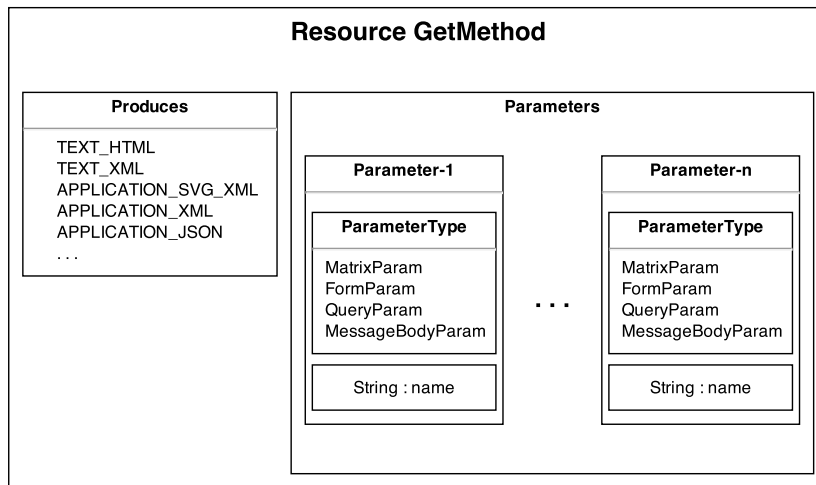 Resource GetMethod
Produces
TEXT_HTML
TEXT_XML
APPLICATION_SVG_XML
APPLICATION_XML
APPLICATION_JSON
. . .
Parameters
Parameter-1
ParameterType
MatrixParam
FormParam
QueryParam
MessageBodyParam
String : name
. . .
Parameter-n
ParameterType
MatrixParam
FormParam
QueryParam
MessageBodyParam
String : name